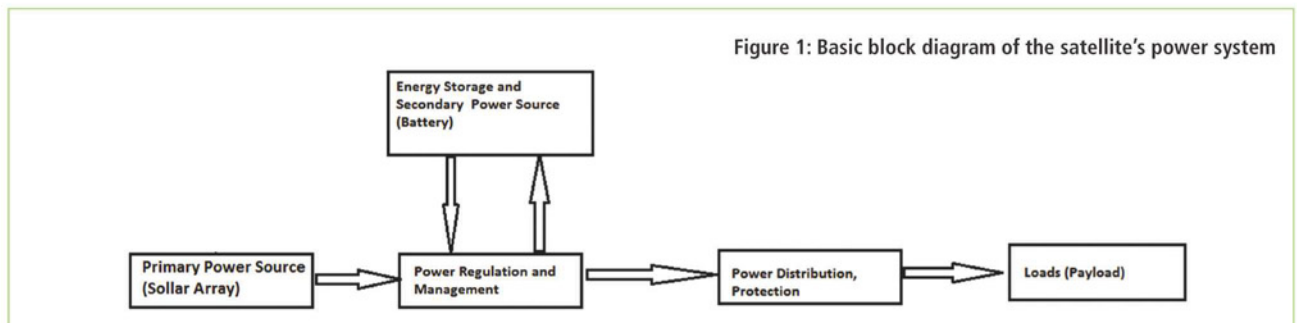 Figure 1: Basic block diagram of the satellite's power system
Energy Storage and
Secondary Power Source
(Battery)
Primary Power Source
(Sollar Array)
Power Regulation and
Management
Power Distribution,
Protection
Loads (Payload)